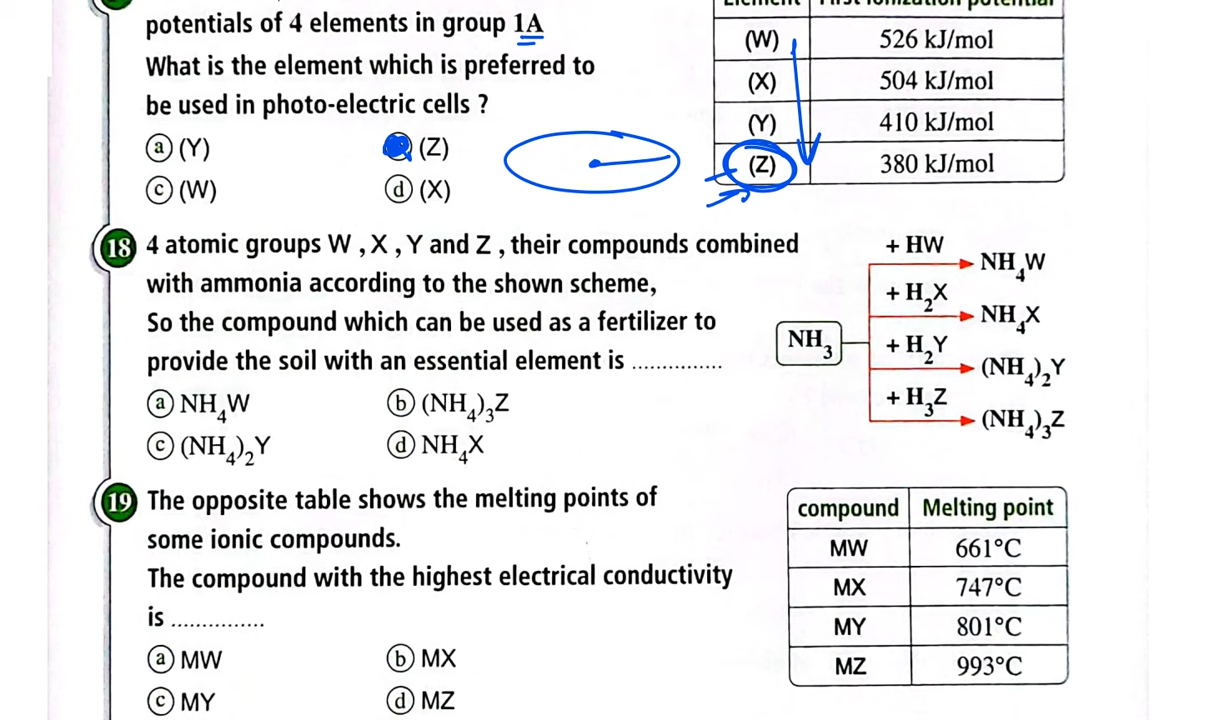 potentials of 4 elements in group 1A
What is the element which is preferred to
be used in photo-electric cells ?
ⓐ (Y)
(Z)
ⓒ (W)
ⓓ (X)
Element First ionization potential
(W) 526 kJ/mol
(X) 504 kJ/mol
(Y) 410 kJ/mol
(Z) 380 kJ/mol
18 4 atomic groups W , X , Y and Z , their compounds combined
with ammonia according to the shown scheme,
So the compound which can be used as a fertilizer to
provide the soil with an essential element is ...............
ⓐ NH₄W
ⓑ (NH₄)₃Z
ⓒ (NH₄)₂Y
ⓓ NH₄X
NH₃
+ HW NH₄W
+ H₂X NH₄X
+ H₂Y (NH₄)₂Y
+ H₃Z (NH₄)₃Z
19 The opposite table shows the melting points of
some ionic compounds.
The compound with the highest electrical conductivity
is ...............
ⓐ MW
ⓑ MX
ⓒ MY
ⓓ MZ
compound Melting point
MW 661°C
MX 747°C
MY 801°C
MZ 993°C